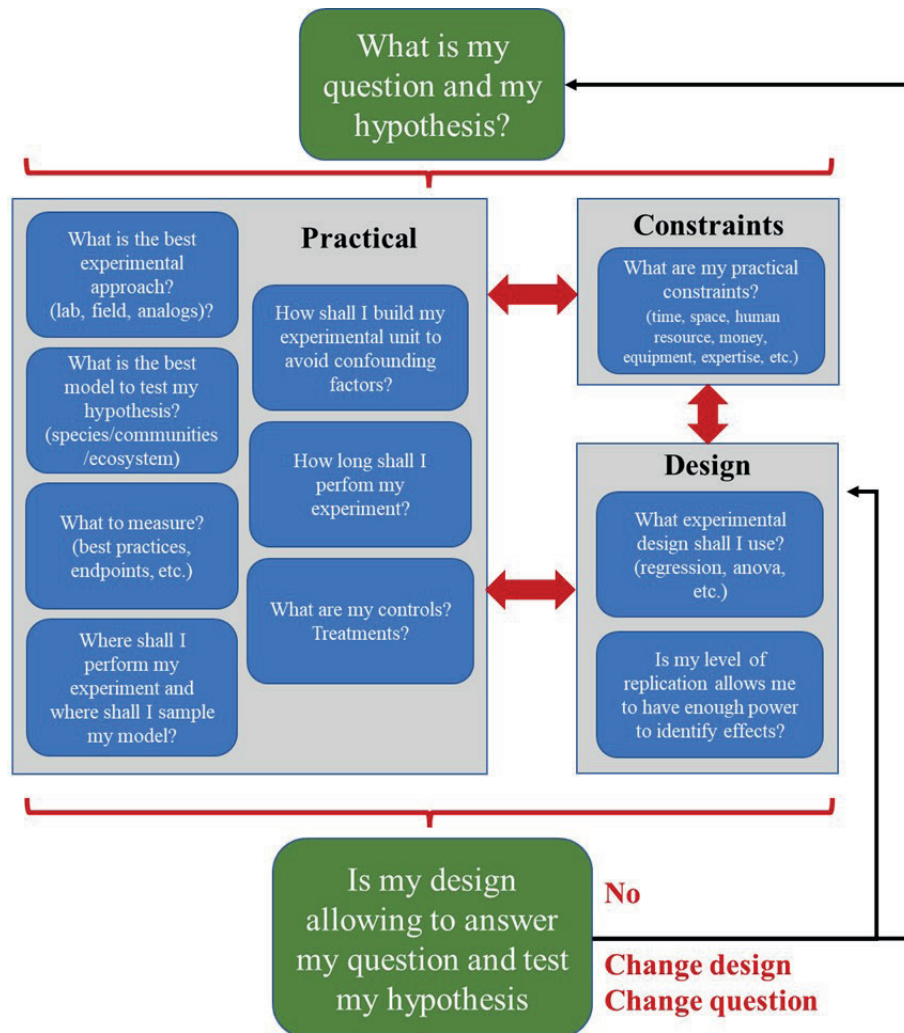 What is my
question and my
hypothesis?
Practical
What is the best
experimental
approach?
(lab, field, analogs)?
What is the best
model to test my
hypothesis?
(species/communities
/ecosystem)
What to measure?
(best practices,
endpoints, etc.)
Where shall I
perform my
experiment and
where shall I sample
my model?
How shall I build my
experimental unit to
avoid confounding
factors?
How long shall I
perfom my
experiment?
What are my controls?
Treatments?
Constraints
What are my practical
constraints?
(time, space, human
resource, money,
equipment, expertise, etc.)
Design
What experimental
design shall I use?
(regression, anova,
etc.)
Is my level of
replication allows me
to have enough power
to identify effects?
Is my design
allowing to answer
my question and test
my hypothesis
No
Change design
Change question